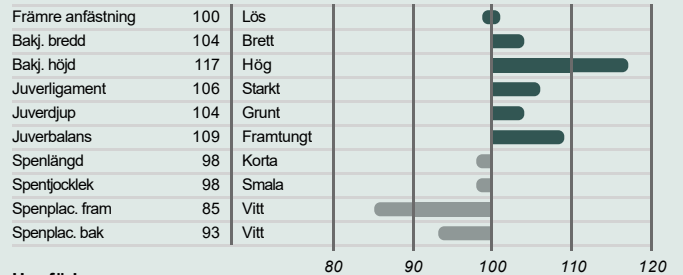 Främre anfästning 100 Lös
Bakj. bredd 104 Brett
Bakj. höjd 117 Hög
Juverligament 106 Starkt
Juverdjup 104 Grunt
Juverbalans 109 Framtungt
Spenlängd 98 Korta
Spentjocklek 98 Smala
Spenplac. fram 85 Vitt
Spenplac. bak 93 Vitt
80 90 100 110 120